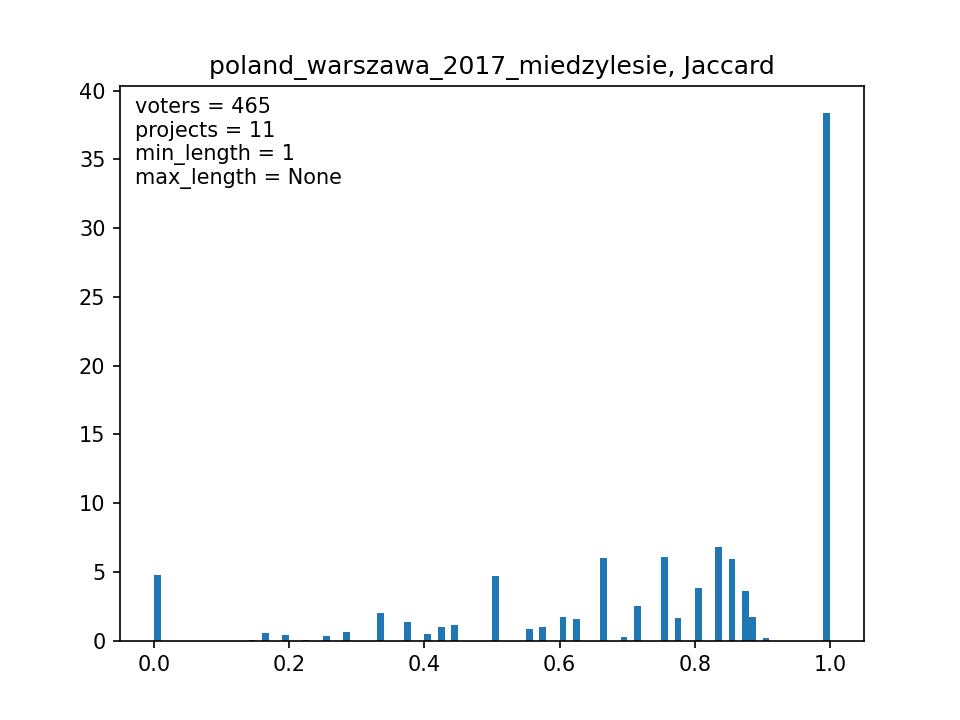 poland_warszawa_2017_miedzylesie, Jaccard
40
voters = 465
projects = 11
min_length = 1
max_length = None
35
30
25
20
15
10
5
0
0.0 0.2 0.4 0.6 0.8 1.0